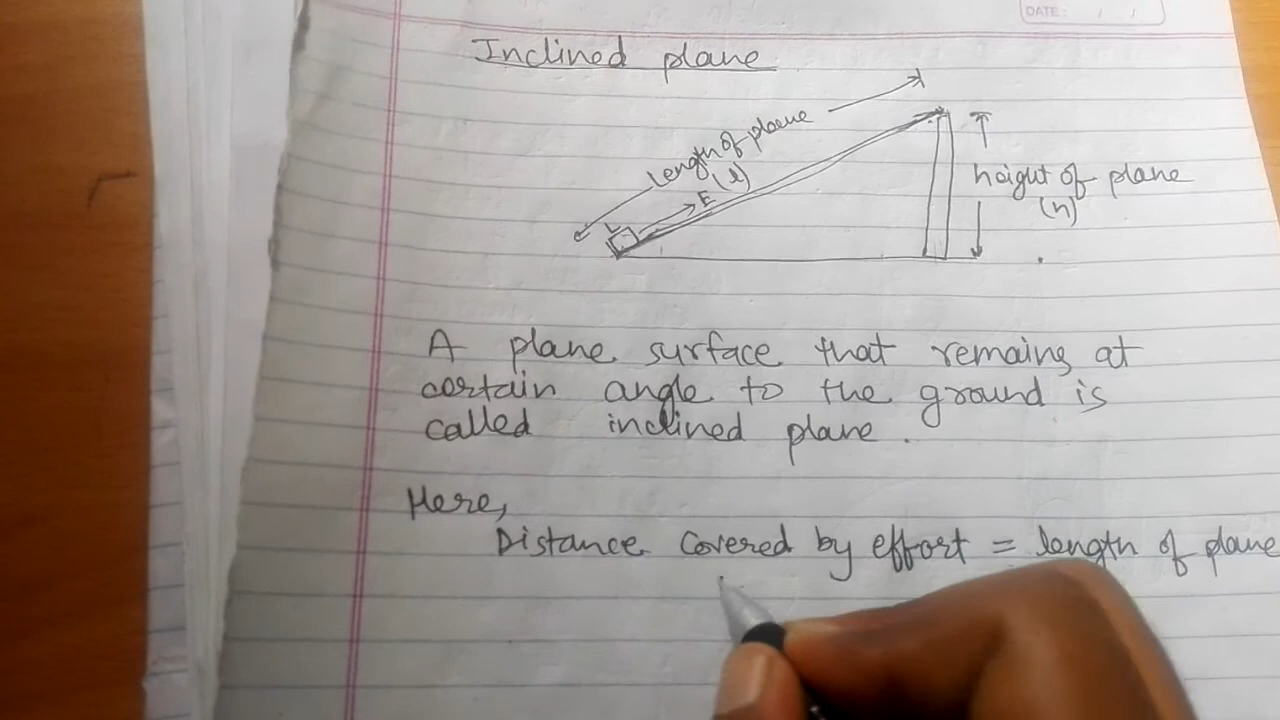 DATE:
Inclined plane
Length of plane
(l)
E
L
height of plane
(h)
A plane surface that remains at
certain angle to the ground is
called inclined plane.
Here,
Distance covered by effort = length of plane